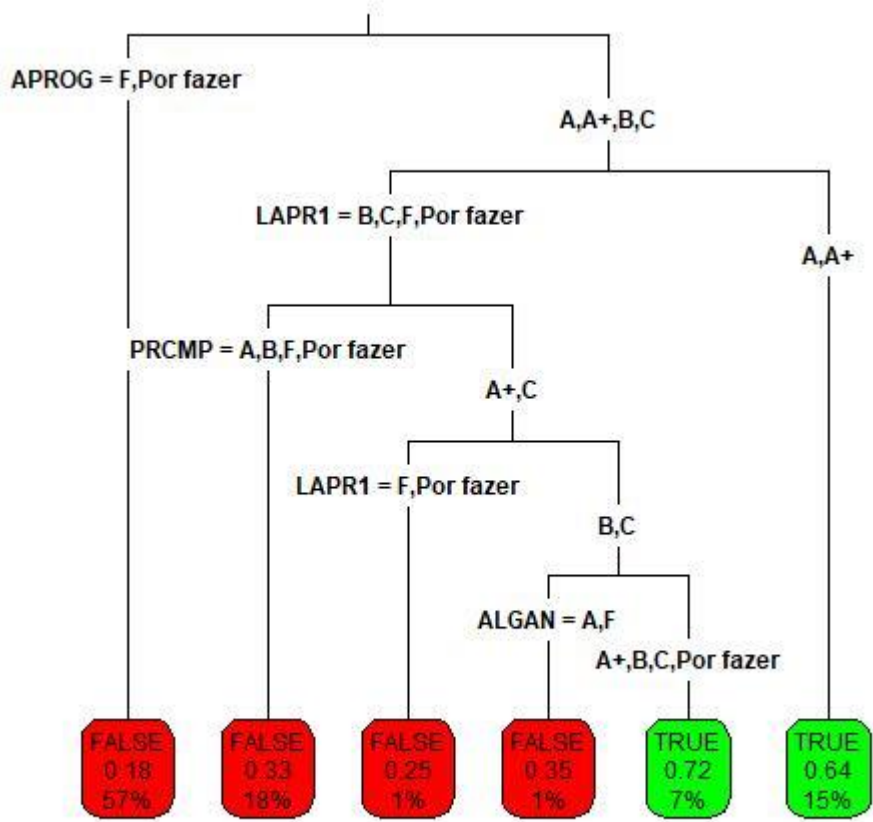 APROG = F,Por fazer
A,A+,B,C
LAPR1 = B,C,F,Por fazer
A,A+
PRCMP = A,B,F,Por fazer
A+,C
LAPR1 = F,Por fazer
B,C
ALGAN = A,F
A+,B,C,Por fazer
FALSE
0.18
57%
FALSE
0.33
18%
FALSE
0.25
1%
FALSE
0.35
1%
TRUE
0.72
7%
TRUE
0.64
15%